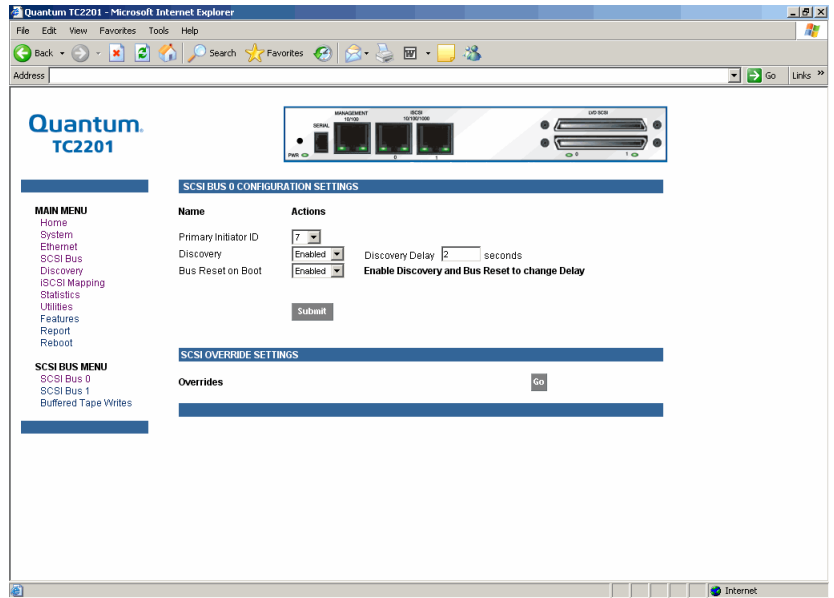 Quantum TC2201 - Microsoft Internet Explorer
File Edit View Favorites Tools Help
Back Search Favorites
Address Go Links »
Quantum.
TC2201
MANAGEMENT
10/100
ISCSI
10/100/1000
LVD SCSI
SERIAL
PWR 0 1 0 1
SCSI BUS 0 CONFIGURATION SETTINGS
MAIN MENU
Home
System
Ethernet
SCSI Bus
Discovery
iSCSI Mapping
Statistics
Utilities
Features
Report
Reboot
SCSI BUS MENU
SCSI Bus 0
SCSI Bus 1
Buffered Tape Writes
Name Actions
Primary Initiator ID 7
Discovery Enabled Discovery Delay 2 seconds
Bus Reset on Boot Enabled Enable Discovery and Bus Reset to change Delay
Submit
SCSI OVERRIDE SETTINGS
Overrides Go
Internet